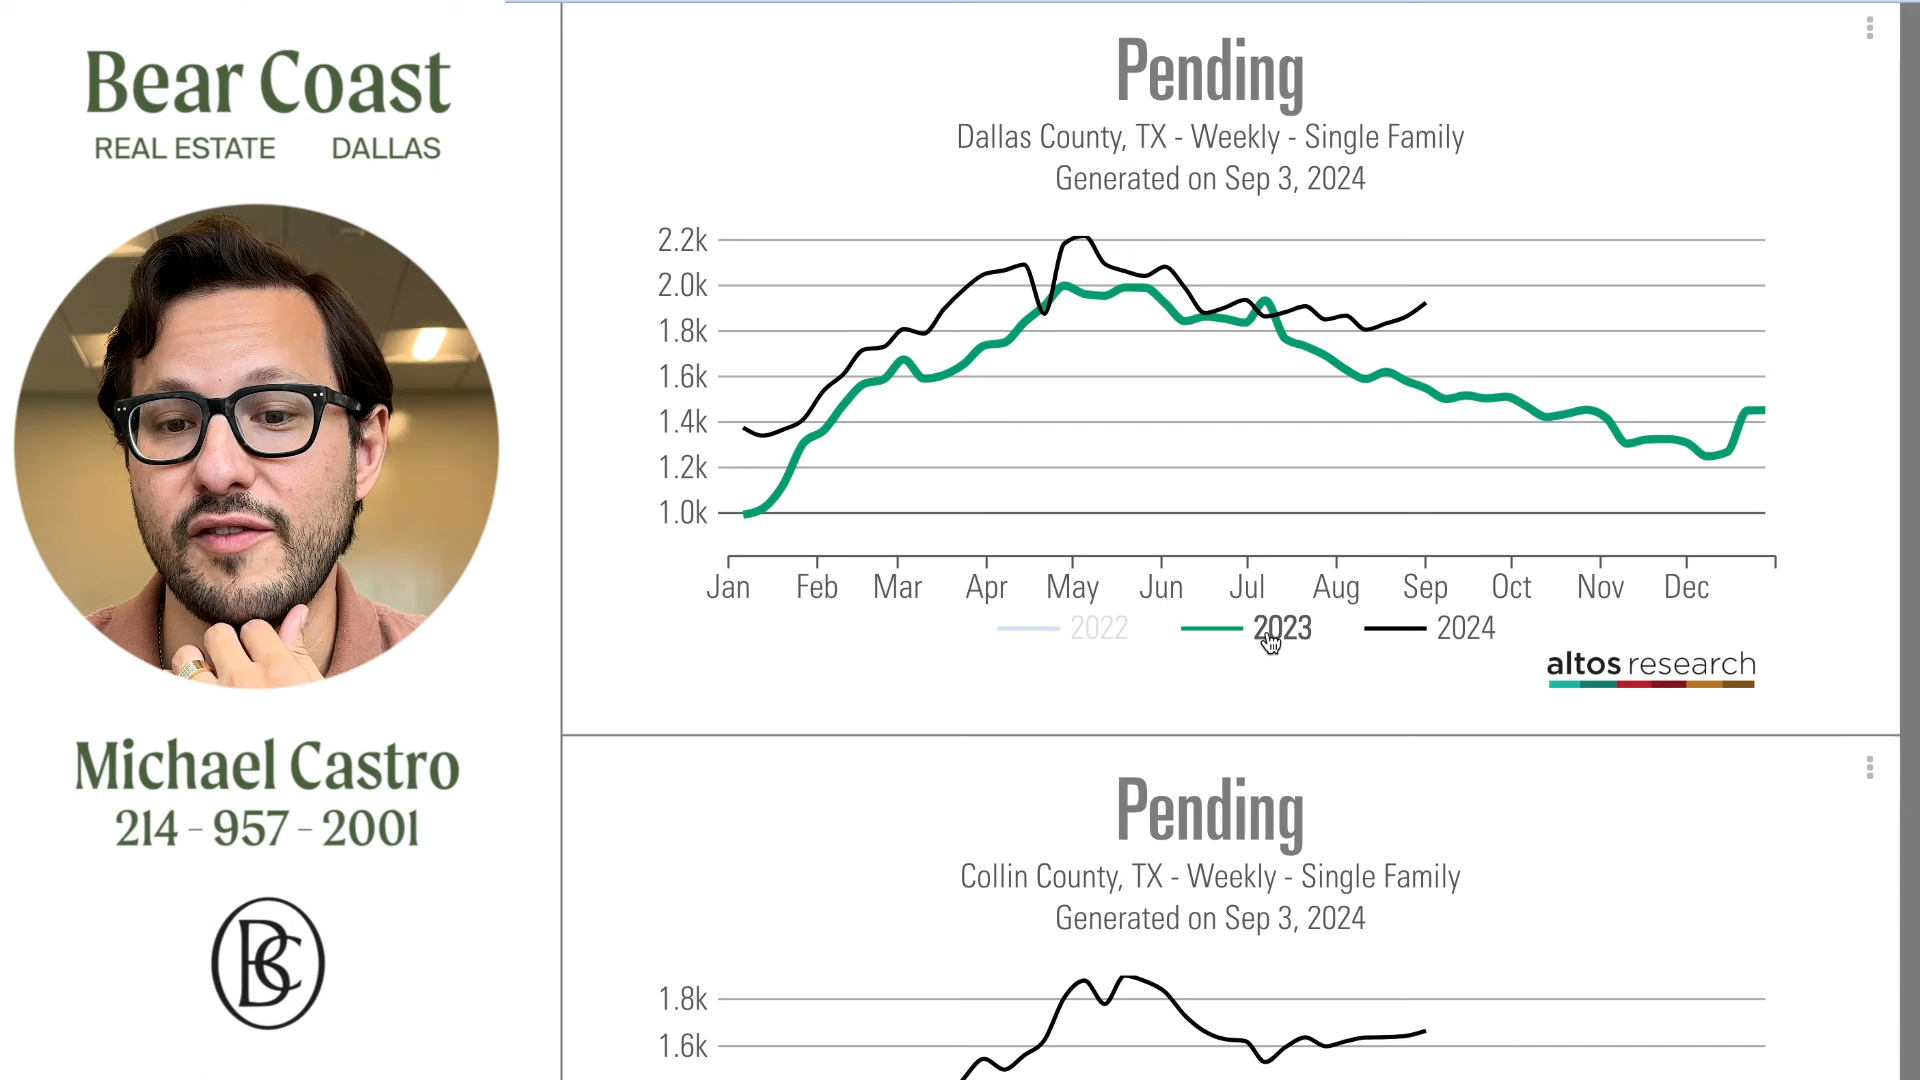 Bear Coast
REAL ESTATE DALLAS
Michael Castro
214 - 957 - 2001
BC
Pending
Dallas County, TX - Weekly - Single Family
Generated on Sep 3, 2024
2.2k
2.0k
1.8k
1.6k
1.4k
1.2k
1.0k
Jan Feb Mar Apr May Jun Jul Aug Sep Oct Nov Dec
2022 2023 2024
altos research
Pending
Collin County, TX - Weekly - Single Family
Generated on Sep 3, 2024
1.8k
1.6k